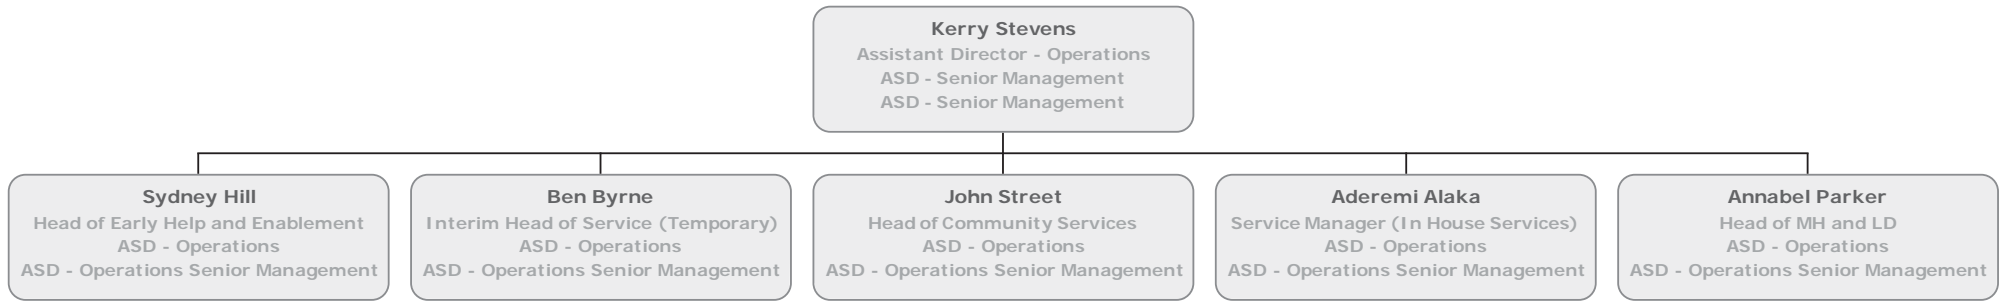 Kerry Stevens
Assistant Director - Operations
ASD - Senior Management
ASD - Senior Management
Sydney Hill
Head of Early Help and Enablement
ASD - Operations
ASD - Operations Senior Management
Ben Byrne
Interim Head of Service (Temporary)
ASD - Operations
ASD - Operations Senior Management
John Street
Head of Community Services
ASD - Operations
ASD - Operations Senior Management
Aderemi Alaka
Service Manager (In House Services)
ASD - Operations
ASD - Operations Senior Management
Annabel Parker
Head of MH and LD
ASD - Operations
ASD - Operations Senior Management